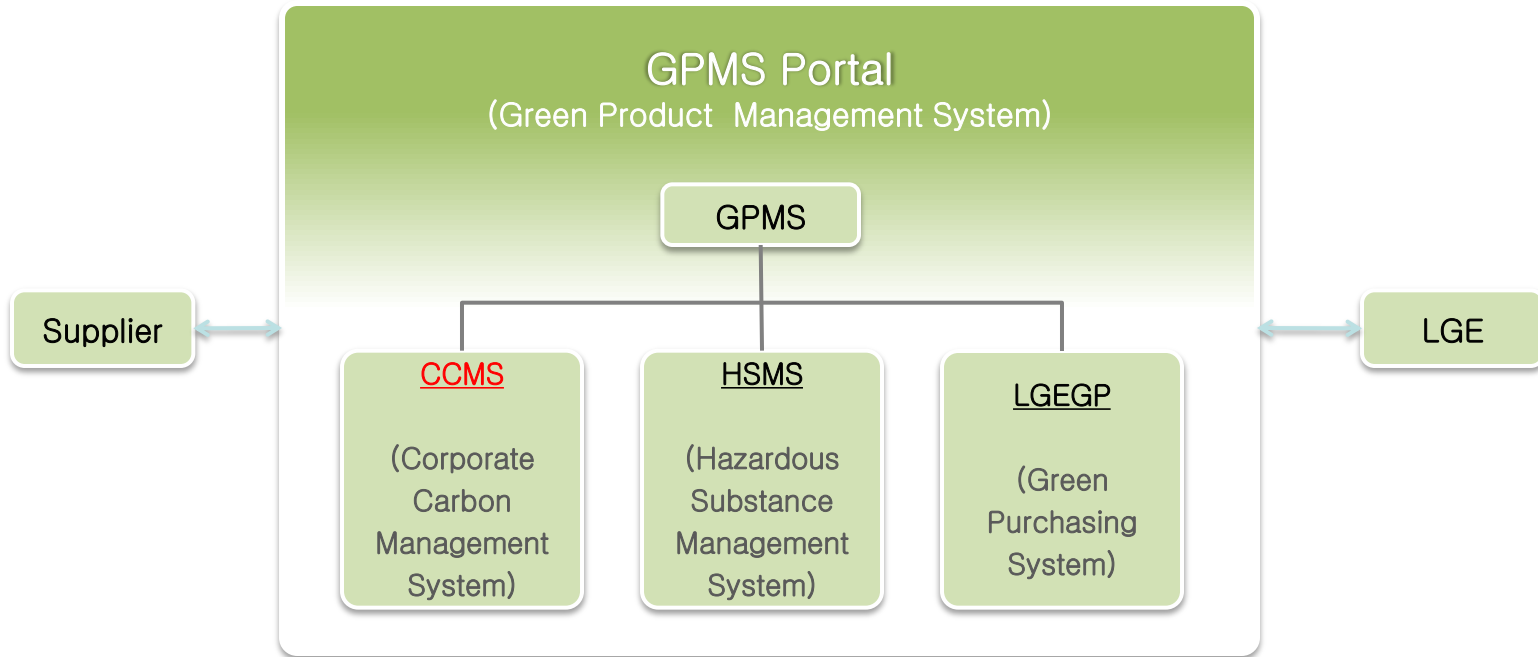 GPMS Portal
(Green Product  Management System)
GPMS
Supplier
LGE
CCMS
(Corporate
Carbon
Management
System)
HSMS
(Hazardous
Substance
Management
System)
LGEGP
(Green
Purchasing
System)